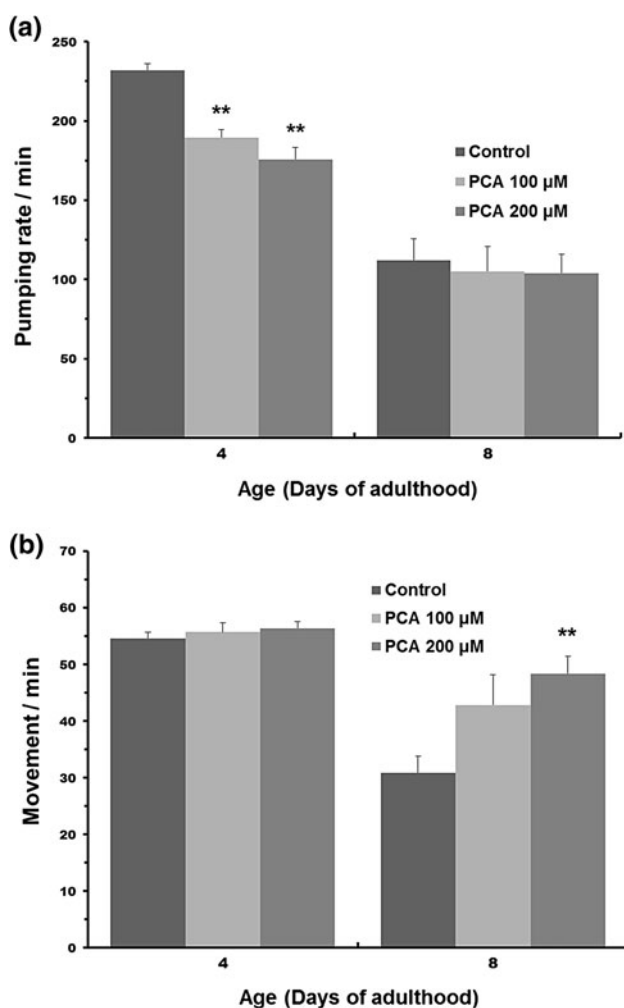 (a)
250
200
150
100
50
0
Pumping rate / min
**
**
Control
PCA 100 µM
PCA 200 µM
4
8
Age (Days of adulthood)
(b)
70
60
50
40
30
20
10
0
Movement / min
Control
PCA 100 µM
PCA 200 µM
**
4
8
Age (Days of adulthood)